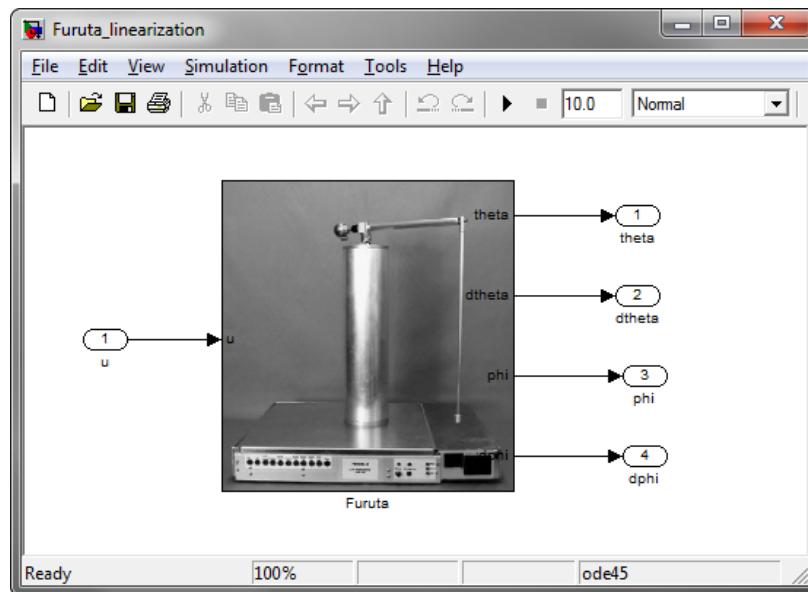 Furuta_linearization
File Edit View Simulation Format Tools Help
10.0 Normal
theta
1
theta
dtheta
2
dtheta
1
u
u
phi
3
phi
dphi
4
dphi
Furuta
Ready 100% ode45